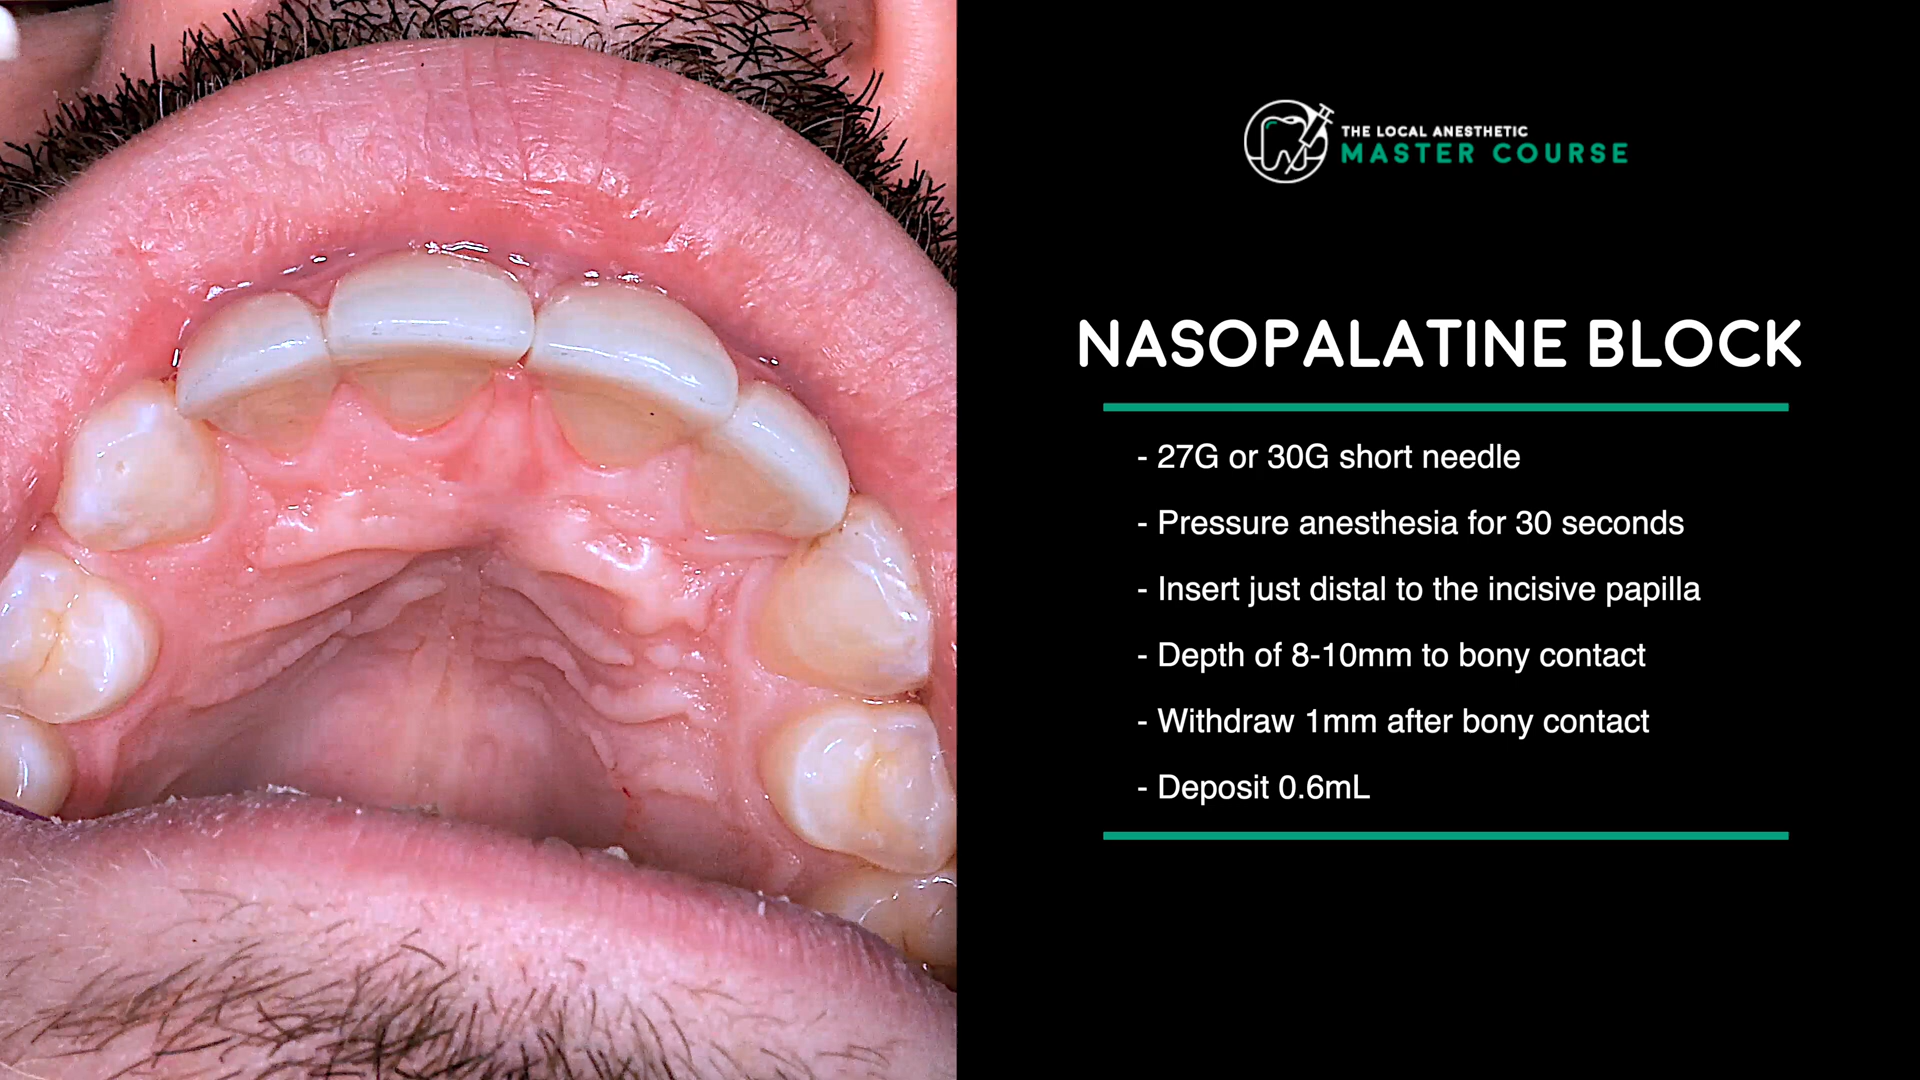 THE LOCAL ANESTHETIC
MASTER COURSE
NASOPALATINE BLOCK
- 27G or 30G short needle
- Pressure anesthesia for 30 seconds
- Insert just distal to the incisive papilla
- Depth of 8-10mm to bony contact
- Withdraw 1mm after bony contact
- Deposit 0.6mL